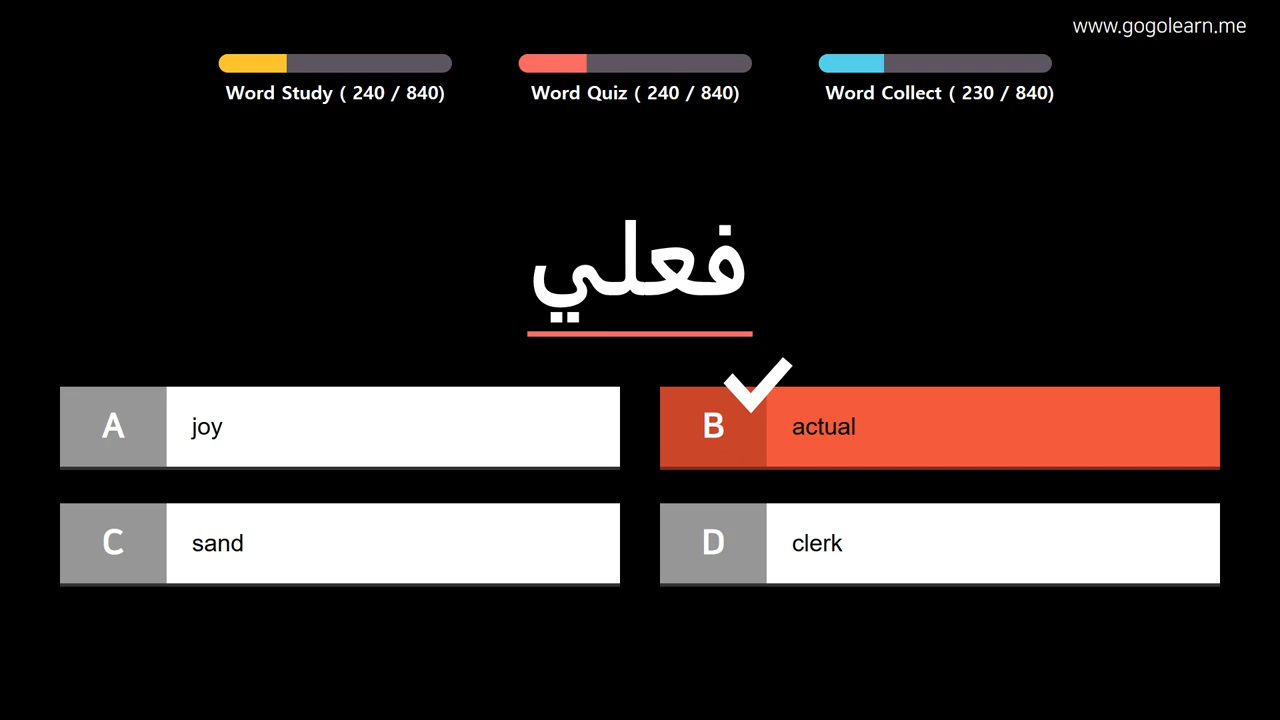 www.gogolearn.me
Word Study ( 240 / 840)
Word Quiz ( 240 / 840)
Word Collect ( 230 / 840)
فعلي
A joy
B actual
C sand
D clerk